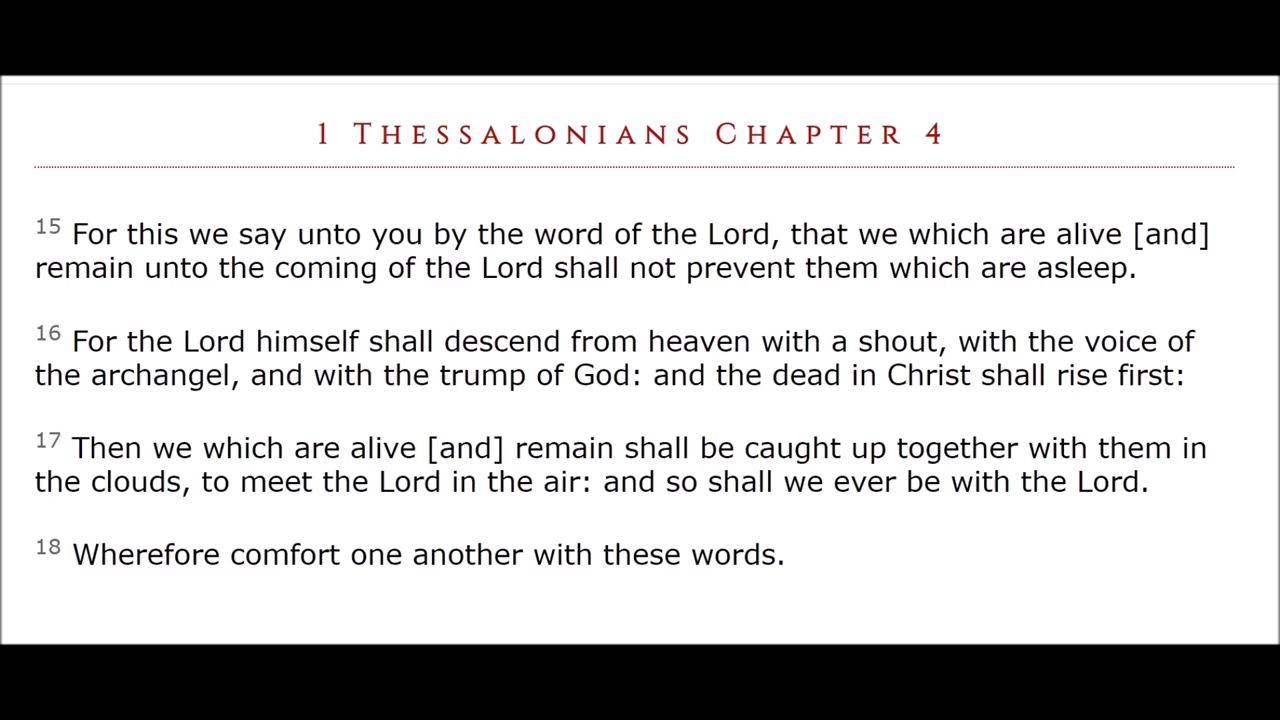 1 Thessalonians Chapter 4
15 For this we say unto you by the word of the Lord, that we which are alive [and]
remain unto the coming of the Lord shall not prevent them which are asleep.
16 For the Lord himself shall descend from heaven with a shout, with the voice of
the archangel, and with the trump of God: and the dead in Christ shall rise first:
17 Then we which are alive [and] remain shall be caught up together with them in
the clouds, to meet the Lord in the air: and so shall we ever be with the Lord.
18 Wherefore comfort one another with these words.